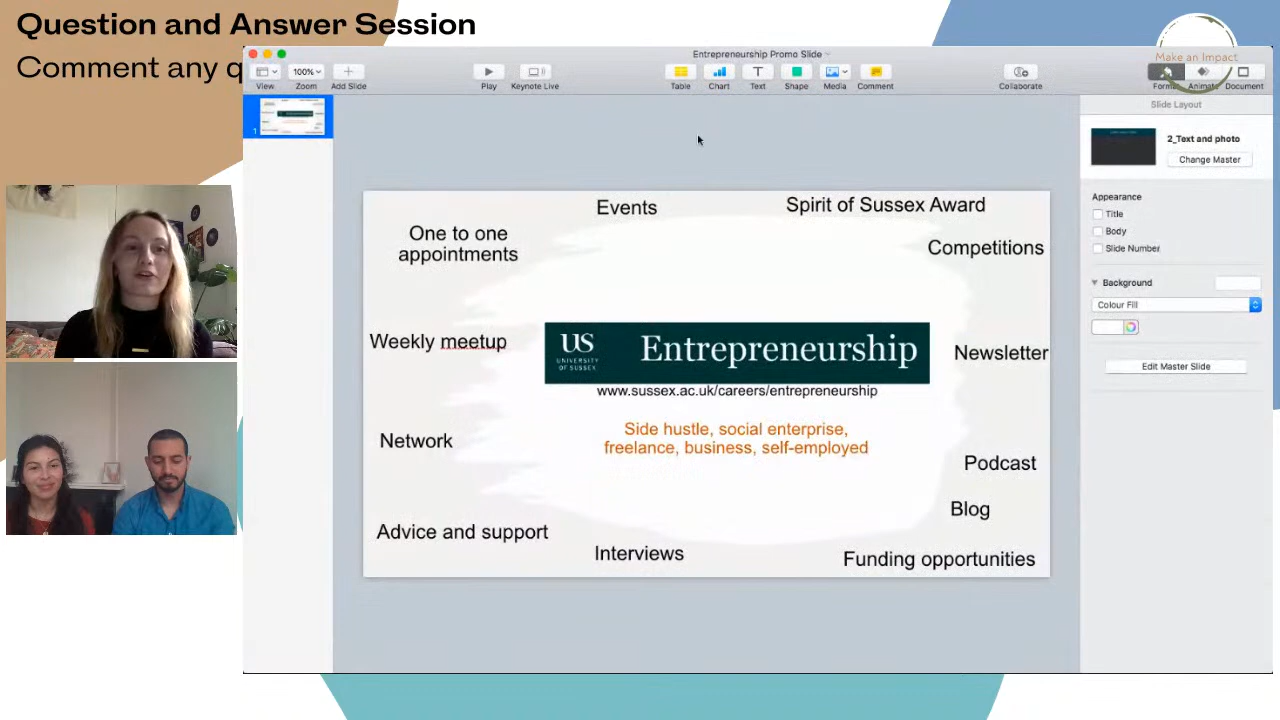 Question and Answer Session
Comment any q
Make an Impact
Entrepreneurship Promo Slide
100%
View
Zoom
Add Slide
Play
Keynote Live
Table
Chart
Text
Shape
Media
Comment
Collaborate
Format
Animate
Document
Slide Layout
1
2_Text and photo
Change Master
Appearance
Title
Body
Slide Number
Background
Colour Fill
Edit Master Slide
Events
Spirit of Sussex Award
One to one
appointments
Competitions
Weekly meetup
US
UNIVERSITY
OF SUSSEX
Entrepreneurship
Newsletter
www.sussex.ac.uk/careers/entrepreneurship
Side hustle, social enterprise,
freelance, business, self-employed
Network
Podcast
Blog
Advice and support
Interviews
Funding opportunities